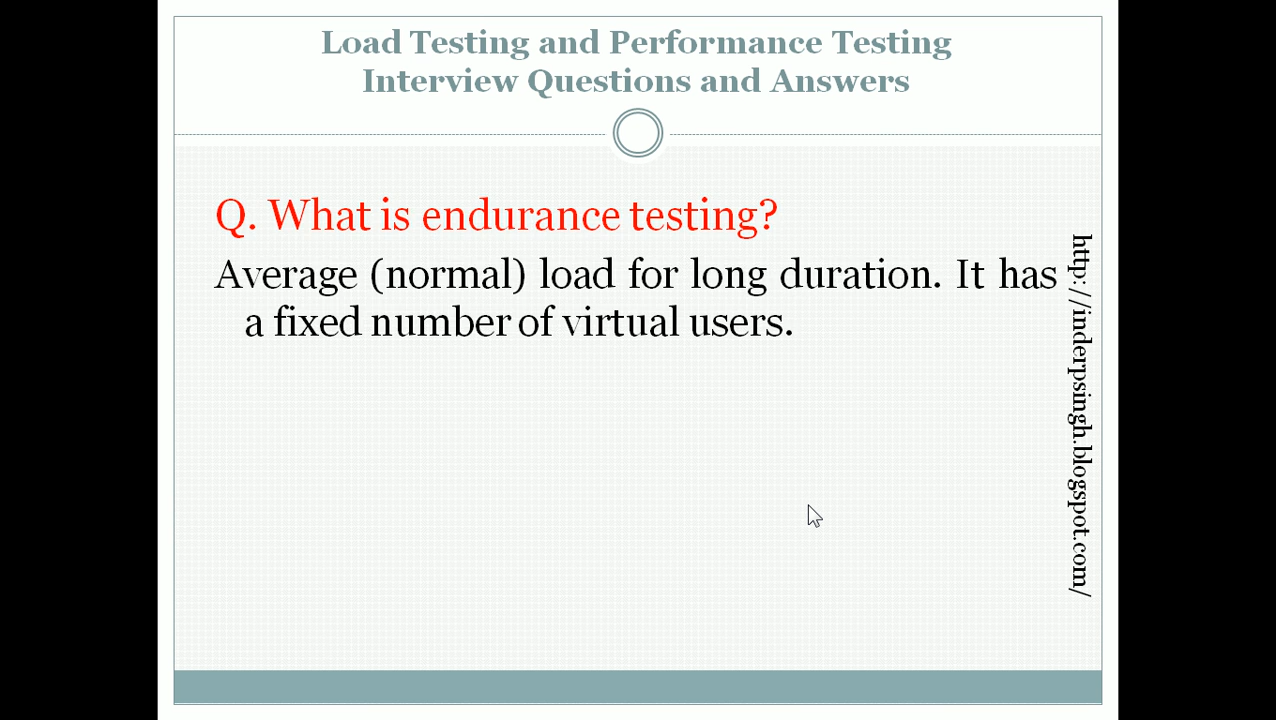 Load Testing and Performance Testing
Interview Questions and Answers
Q. What is endurance testing?
Average (normal) load for long duration. It has
a fixed number of virtual users.
http://inderpsingh.blogspot.com/